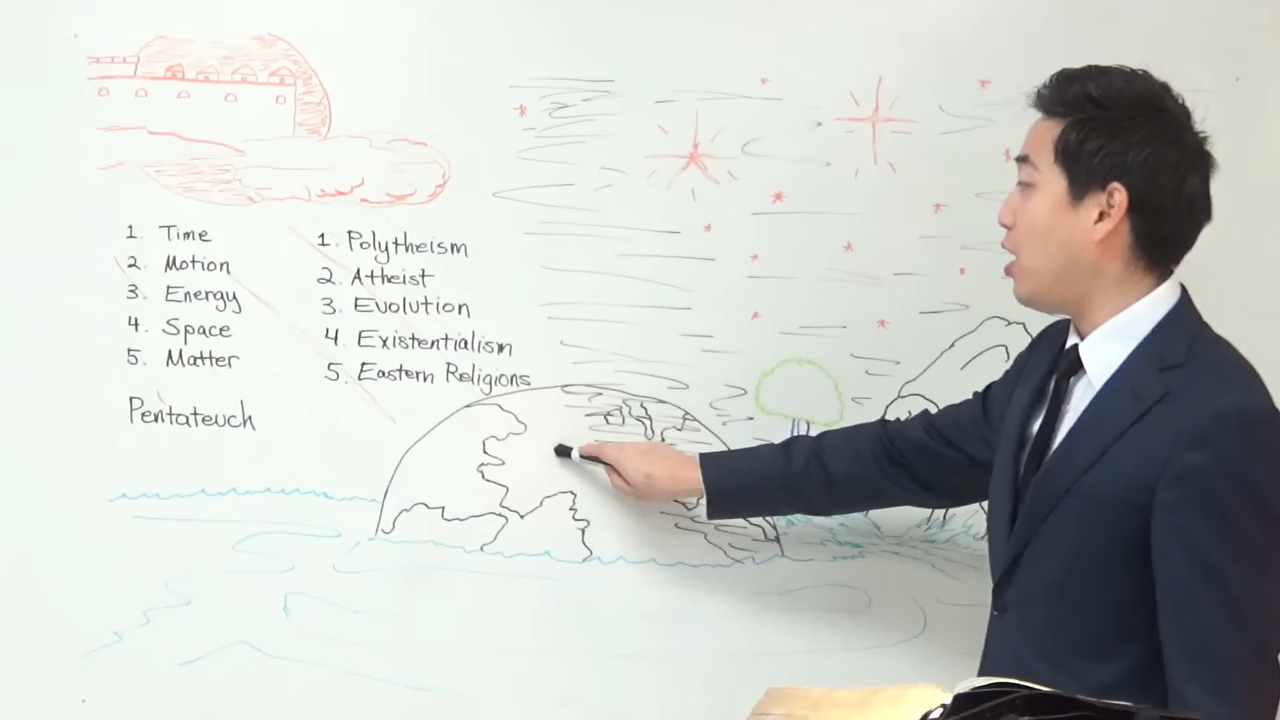 1. Time
2. Motion
3. Energy
4. Space
5. Matter
Pentateuch
1. Polytheism
2. Atheist
3. Evolution
4. Existentialism
5. Eastern Religions